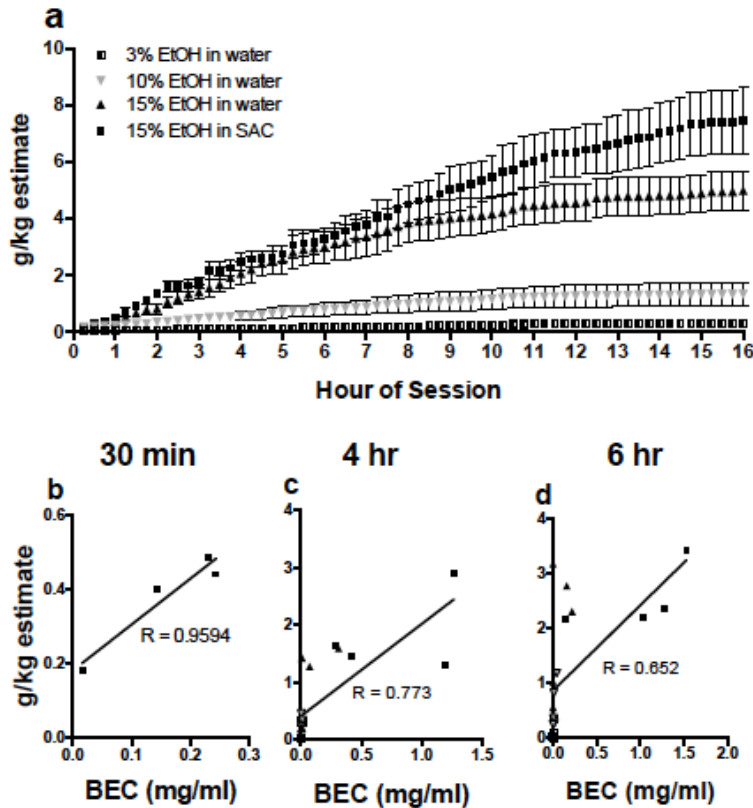 a
3% EtOH in water
10% EtOH in water
15% EtOH in water
15% EtOH in SAC
g/kg estimate
10
8
6
4
2
0
0 1 2 3 4 5 6 7 8 9 10 11 12 13 14 15 16
Hour of Session
30 min 4 hr 6 hr
b
g/kg estimate
0.6
0.4
0.2
0.0
R = 0.9594
0.0 0.1 0.2 0.3
BEC (mg/ml)
c
4
3
2
1
0
R = 0.773
0.0 0.5 1.0 1.5
BEC (mg/ml)
d
4
3
2
1
0
R = 0.652
0.0 0.5 1.0 1.5 2.0
BEC (mg/ml)